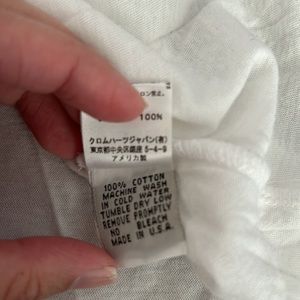 100%
クロムハーツジャパン(有)
東京都中央区銀座 5-4-9
アメリカ製
100% COTTON
MACHINE WASH
IN COLD WATER
TUMBLE DRY LOW
REMOVE PROMPTLY
NO BLEACH
MADE IN U.S.A.